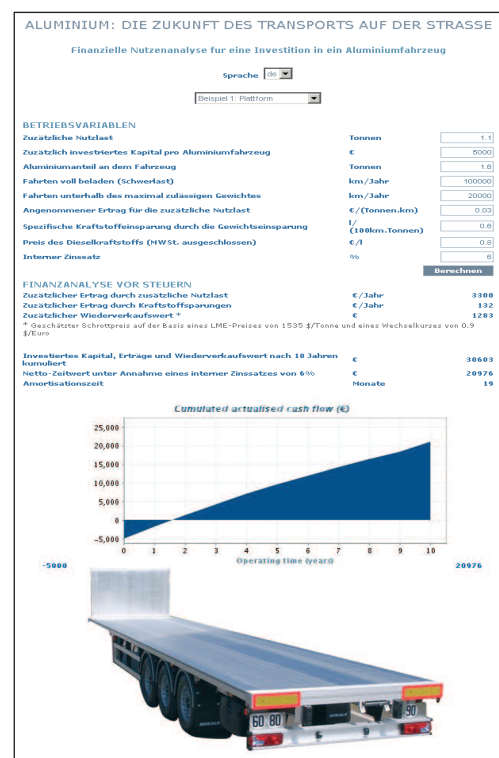 ALUMINIUM: DIE ZUKUNFT DES TRANSPORTS AUF DER STRASSE
Finanzielle Nutzenanalyse fur eine Investition in ein Aluminiumfahrzeug
Sprache de
Beispiel 1: Plattform
BETRIEBSVARIABLEN
Zusätzliche Nutzlast Tonnen 1.1
Zusätzlich investriertes Kapital pro Aluminiumfahrzeug € 5000
Aluminiumanteil an dem Fahrzeug Tonnen 1.6
Fahrten voll beladen (Schwerlast) km/Jahr 100000
Fahrten unterhalb des maximal zulässigen Gewichtes km/Jahr 20000
Angenommener Ertrag für die zusätzliche Nutzlast €/(Tonnen.km) 0.03
Spezifische Kraftstoffeinsparung durch die Gewichtseinsparung l/(100km.Tonnen) 0.6
Preis des Dieselkraftstoffs (MWSt. ausgeschlossen) €/l 0.8
Interner Zinssatz % 6
Berechnen
FINANZANALYSE VOR STEUERN
Zusätzlicher Ertrag durch zusätzliche Nutzlast €/Jahr 3300
Zusätzlicher Ertrag durch Kraftstoffsparungen €/Jahr 132
Zusätzlicher Wiederverkaufswert * € 1283
* Geschätzter Schrottpreis auf der Basis eines LME-Preises von 1535 $/Tonne und eines Wechselkurses von 0.9
$/Euro
Investiertes Kapital, Erträge und Wiederverkaufswert nach 10 Jahren
kumuliert € 30603
Netto-Zeitwert unter Annahme eines interner Zinssatzes von 6% € 20976
Amortisationszeit Monate 19
Cumulated actualised cash flow (€)
25,000
20,000
15,000
10,000
5,000
0
-5,000
0 1 2 3 4 5 6 7 8 9 10
-5000 Operating time (years) 20976
60 80 90